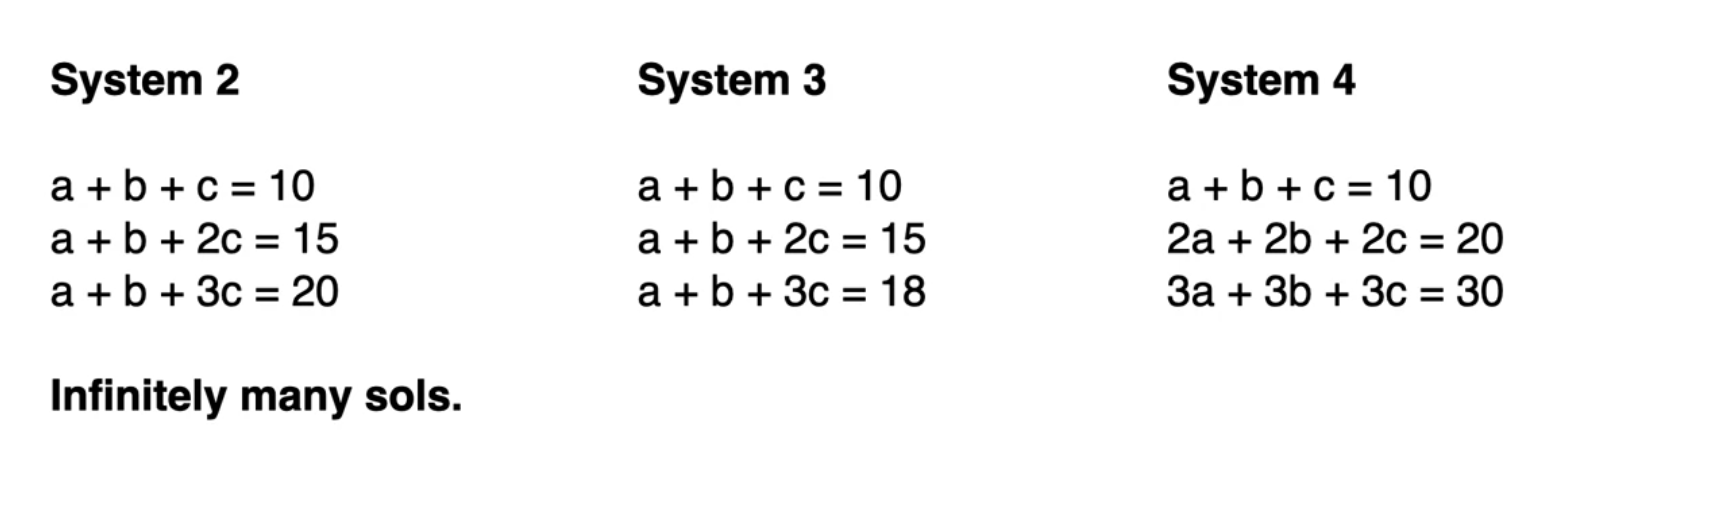 System 2
a + b + c = 10
a + b + 2c = 15
a + b + 3c = 20
Infinitely many sols.
System 3
a + b + c = 10
a + b + 2c = 15
a + b + 3c = 18
System 4
a + b + c = 10
2a + 2b + 2c = 20
3a + 3b + 3c = 30